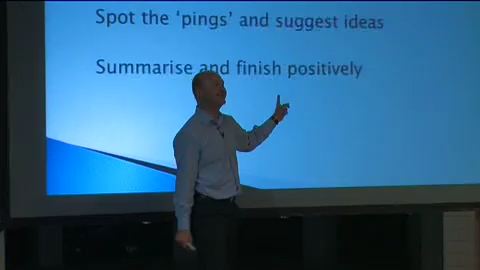 Spot the ‘pings’ and suggest ideas
Summarise and finish positively